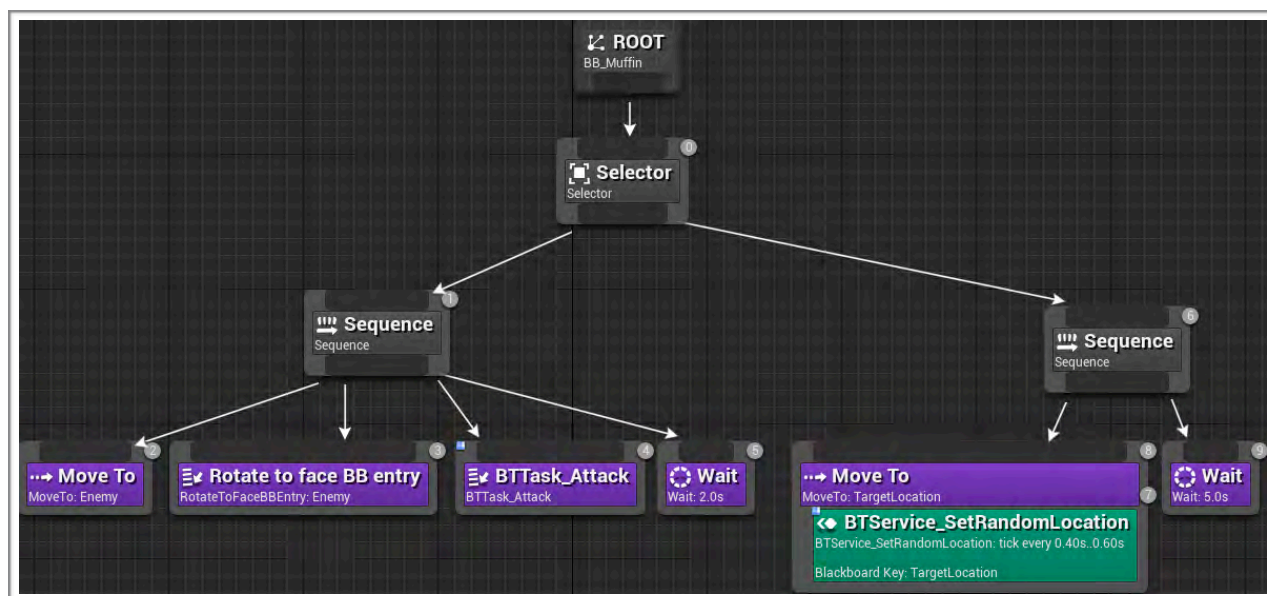 ROOT
BB_Muffin
0
Selector
Selector
1
Sequence
Sequence
6
Sequence
Sequence
2
Move To
MoveTo: Enemy
3
Rotate to face BB entry
RotateToFaceBBEntry: Enemy
4
BTTask_Attack
BTTask_Attack
5
Wait
Wait: 2.0s
8
Move To
MoveTo: TargetLocation
7
BTService_SetRandomLocation
BTService_SetRandomLocation: tick every 0.40s..0.60s
Blackboard Key: TargetLocation
9
Wait
Wait: 5.0s